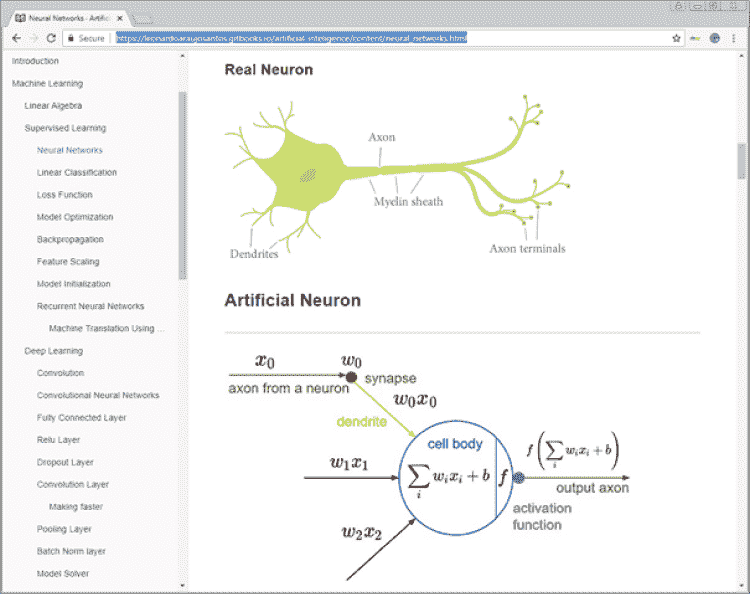 Neural Networks · Artific
Secure
https://leonardoaraujosantos.gitbooks.io/artificial-inteligence/content/neural_networks.html
Introduction
Machine Learning
Linear Algebra
Supervised Learning
Neural Networks
Linear Classification
Loss Function
Model Optimization
Backpropagation
Feature Scaling
Model Initialization
Recurrent Neural Networks
Machine Translation Using ...
Deep Learning
Convolution
Convolutional Neural Networks
Fully Connected Layer
Relu Layer
Dropout Layer
Convolution Layer
Making faster
Pooling Layer
Batch Norm layer
Model Solver
Real Neuron
Axon
Myelin sheath
Dendrites
Axon terminals
Artificial Neuron
x₀ w₀
axon from a neuron
synapse
w₀x₀
dendrite
cell body
w₁x₁
∑ᵢ wᵢxᵢ + b
f
f(∑ᵢ wᵢxᵢ + b)
output axon
activation
function
w₂x₂